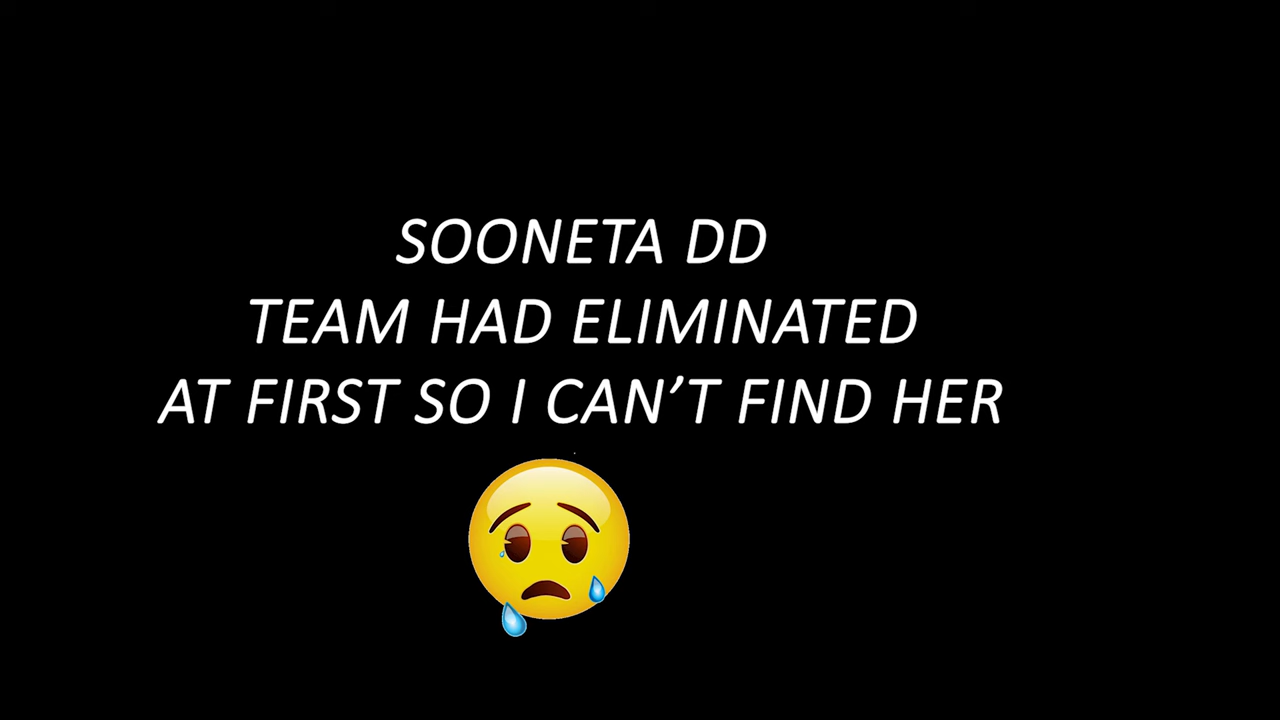 SOONETA DD
TEAM HAD ELIMINATED
AT FIRST SO I CAN’T FIND HER